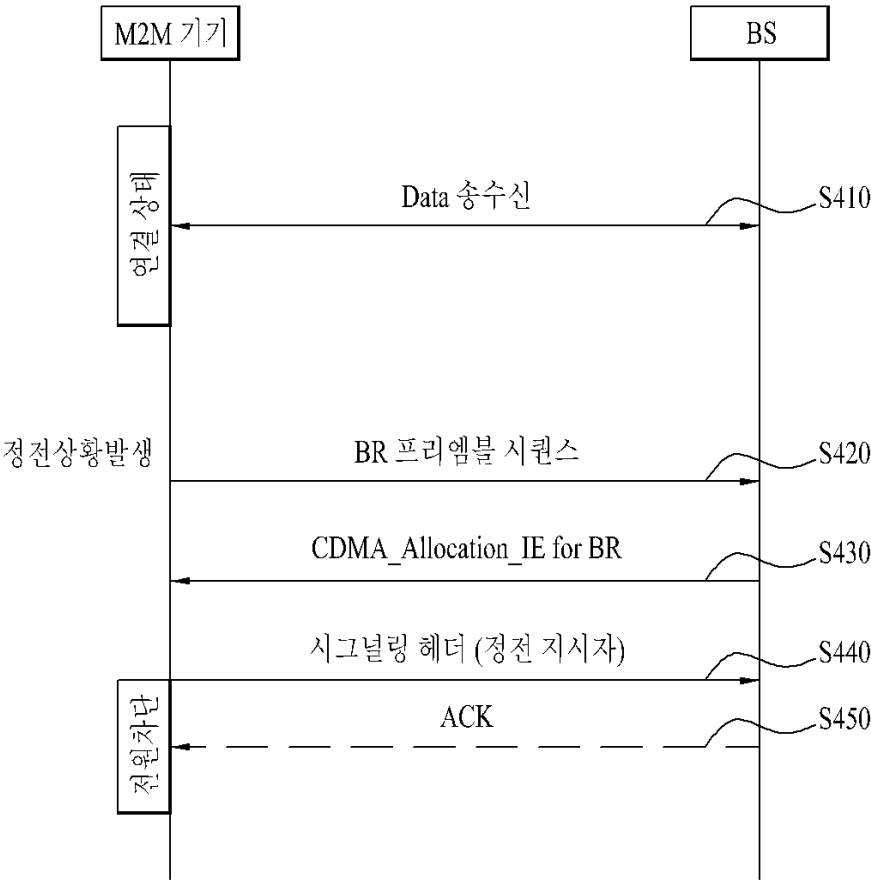 M2M 기기
BS
연결 상태
Data 송수신
S410
정전상황발생
BR 프리엠블 시퀀스
S420
CDMA_Allocation_IE for BR
S430
시그널링 헤더 (정전 지시자)
S440
전원차단
ACK
S450